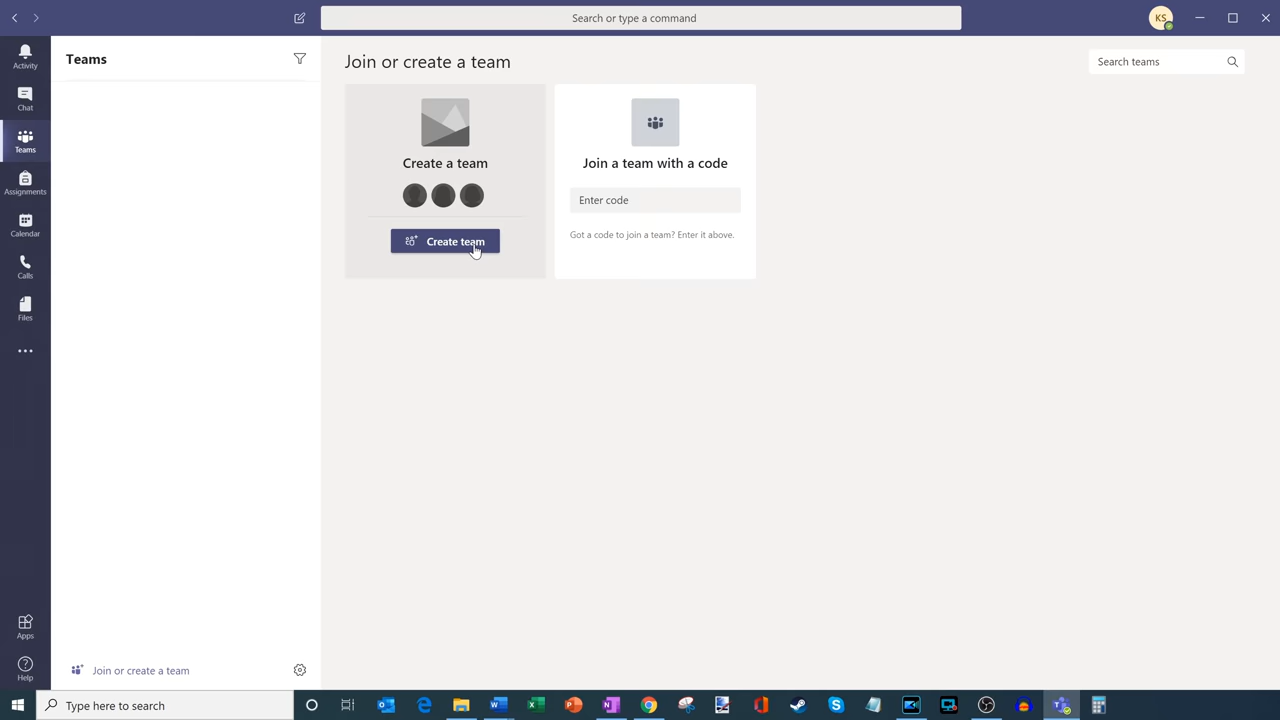 Search or type a command
KS
Activity
Chat
Teams
Assignments
Calendar
Calls
Files
Apps
Help
Teams
Join or create a team
Join or create a team
Search teams
Create a team
Create team
Join a team with a code
Enter code
Got a code to join a team? Enter it above.
Type here to search